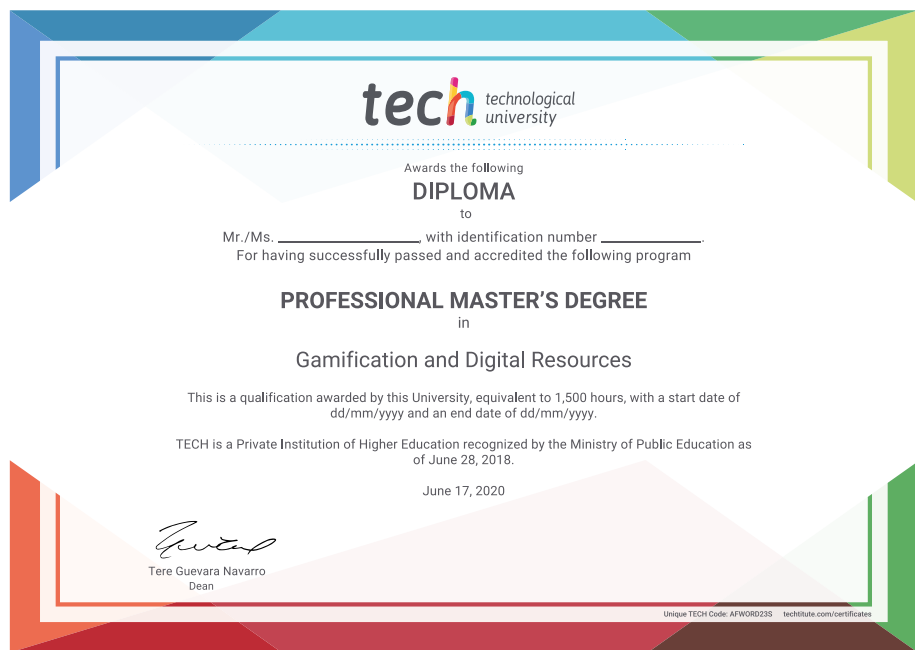 tech technological
university
Awards the following
DIPLOMA
to
Mr./Ms. ____________________, with identification number ______________.
For having successfully passed and accredited the following program
PROFESSIONAL MASTER’S DEGREE
in
Gamification and Digital Resources
This is a qualification awarded by this University, equivalent to 1,500 hours, with a start date of
dd/mm/yyyy and an end date of dd/mm/yyyy.
TECH is a Private Institution of Higher Education recognized by the Ministry of Public Education as
of June 28, 2018.
June 17, 2020
Tere Guevara Navarro
Dean
Unique TECH Code: AFWORD23S techtitute.com/certificates